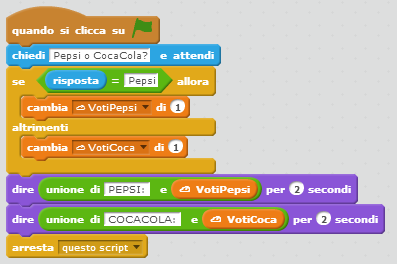 quando si clicca su
chiedi Pepsi o CocaCola? e attendi
se risposta = Pepsi allora
cambia VotiPepsi di 1
altrimenti
cambia VotiCoca di 1
dire unione di PEPSI: e VotiPepsi per 2 secondi
dire unione di COCACOLA: e VotiCoca per 2 secondi
arresta questo script